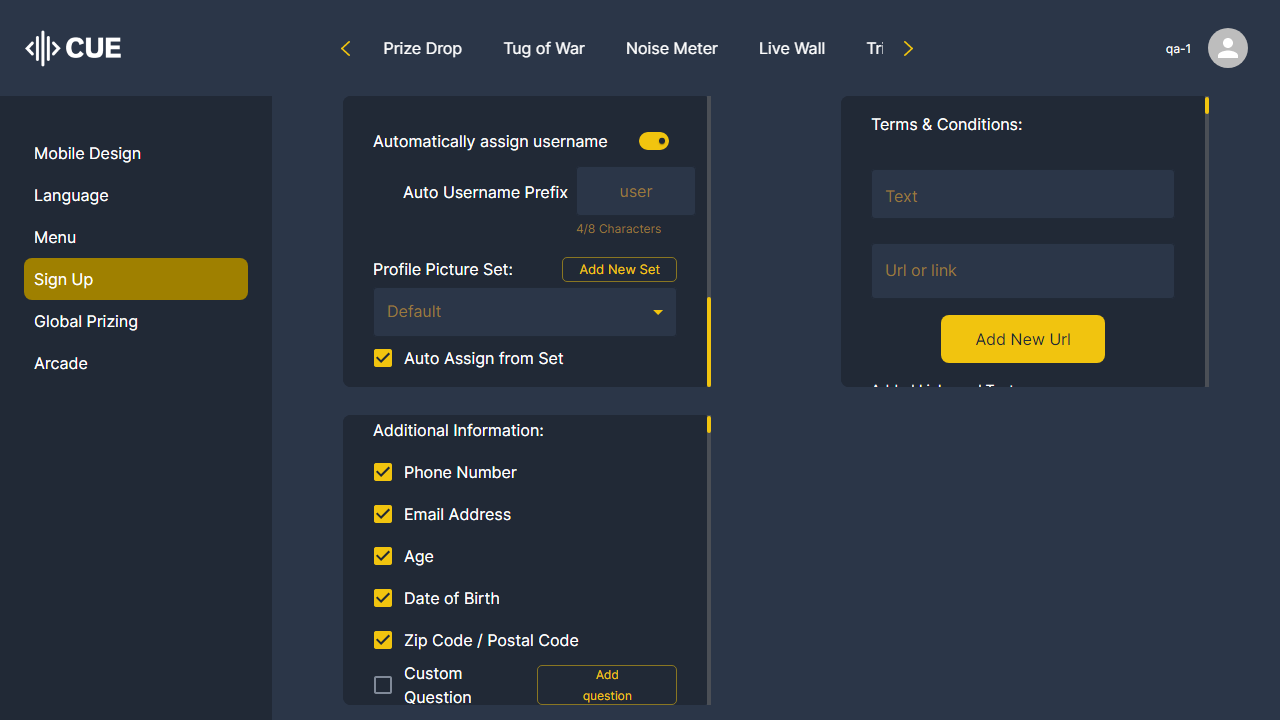 CUE
Prize Drop
Tug of War
Noise Meter
Live Wall
Tri
qa-1
Mobile Design
Language
Menu
Sign Up
Global Prizing
Arcade
Automatically assign username
Auto Username Prefix
user
4/8 Characters
Profile Picture Set:
Add New Set
Default
Auto Assign from Set
Terms & Conditions:
Text
Url or link
Add New Url
Additional Information:
Phone Number
Email Address
Age
Date of Birth
Zip Code / Postal Code
Custom
Question
Add
question